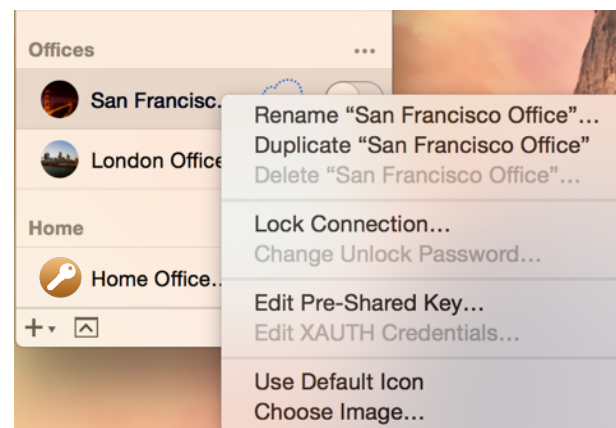 Offices
San Francisc...
London Office
Home
Home Office...
Rename “San Francisco Office”...
Duplicate “San Francisco Office”
Delete “San Francisco Office”...
Lock Connection...
Change Unlock Password...
Edit Pre-Shared Key...
Edit XAUTH Credentials...
Use Default Icon
Choose Image...